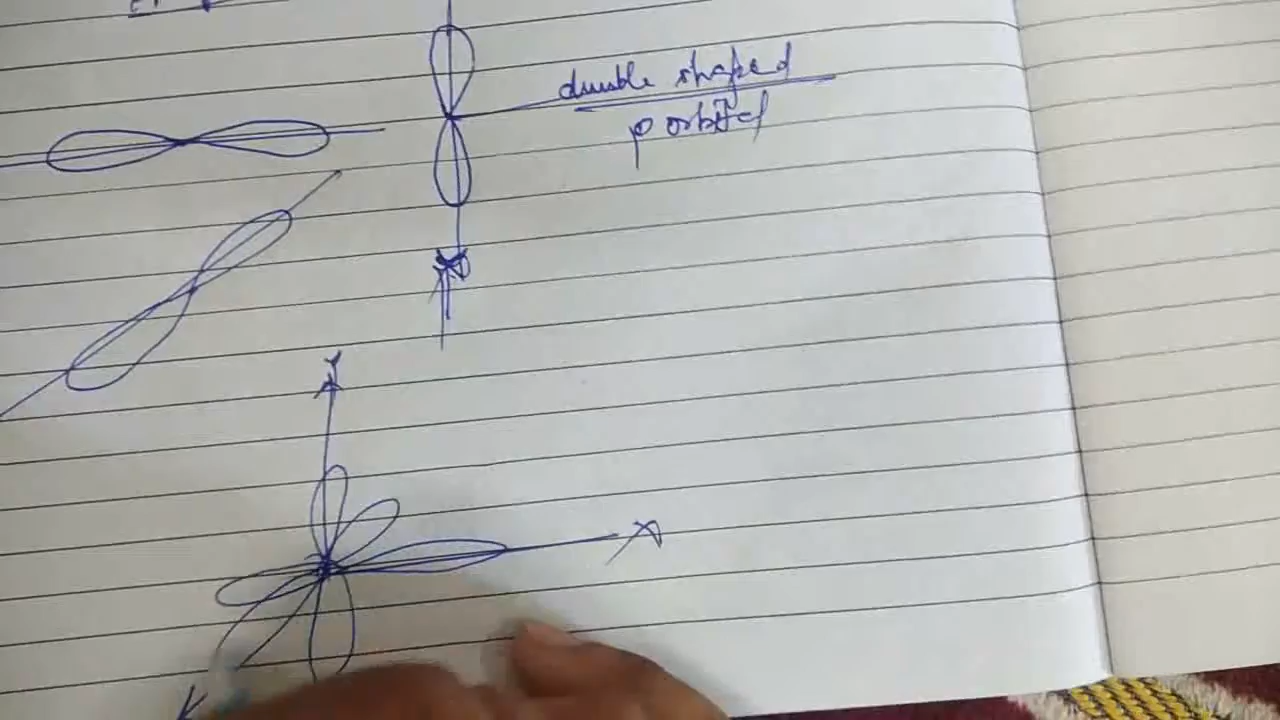 dumble shaped
p orbital
Y
X